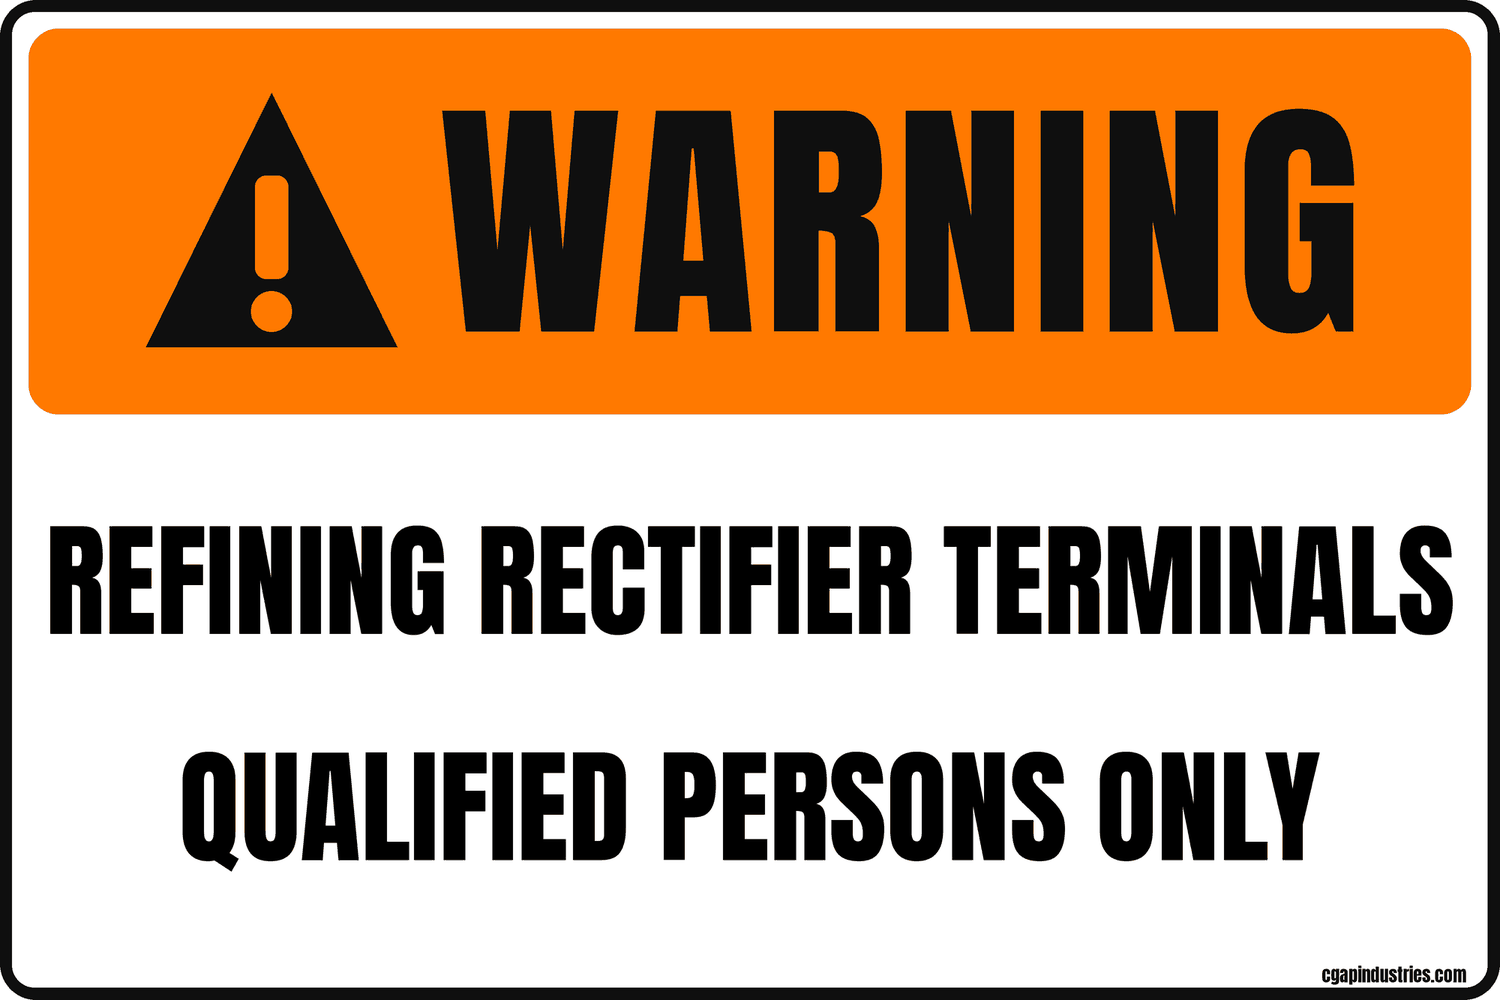 WARNING
REFINING RECTIFIER TERMINALS
QUALIFIED PERSONS ONLY
cgapindustries.com